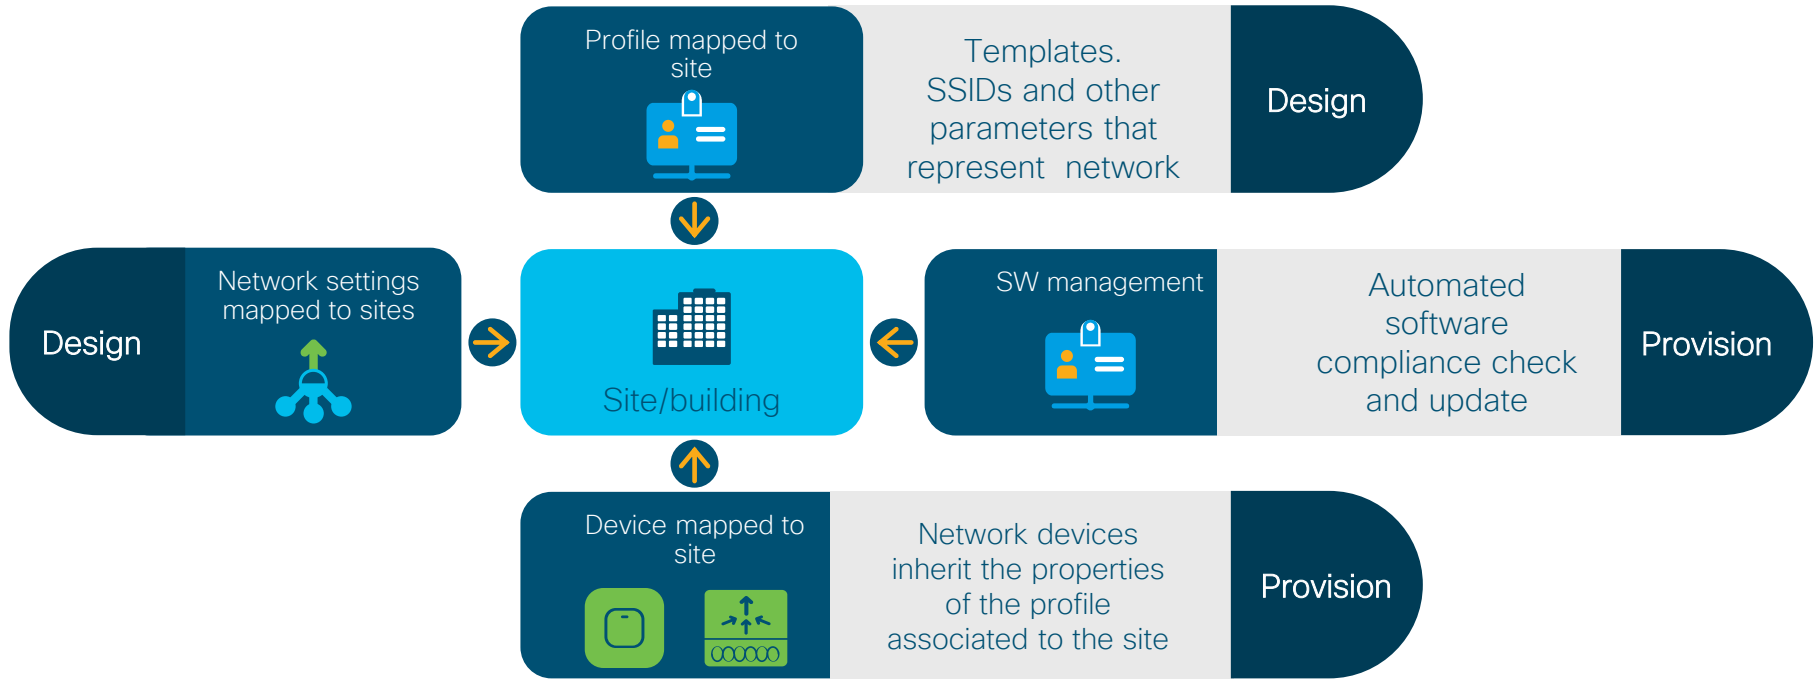 Profile mapped to
site
Templates.
SSIDs and other
parameters that
represent network
Design
Design
Network settings
mapped to sites
Site/building
SW management
Automated
software
compliance check
and update
Provision
Device mapped to
site
Network devices
inherit the properties
of the profile
associated to the site
Provision